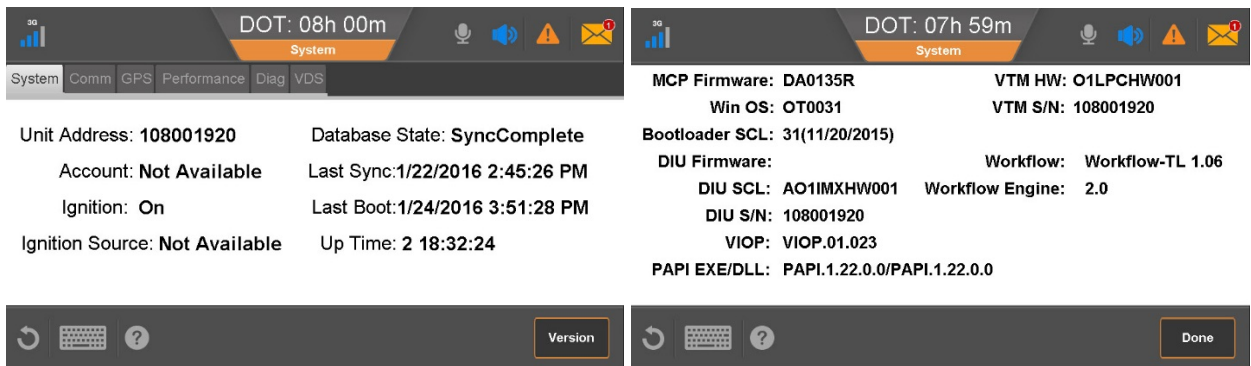 3G
DOT: 08h 00m
1
System
System Comm GPS Performance Diag VDS
Unit Address: 108001920
Database State: SyncComplete
Account: Not Available
Last Sync:1/22/2016 2:45:26 PM
Ignition: On
Last Boot:1/24/2016 3:51:28 PM
Ignition Source: Not Available
Up Time: 2 18:32:24
?
Version
3G
DOT: 07h 59m
1
System
MCP Firmware: DA0135R
VTM HW: O1LPCHW001
Win OS: OT0031
VTM S/N: 108001920
Bootloader SCL: 31(11/20/2015)
DIU Firmware:
Workflow: Workflow-TL 1.06
DIU SCL: AO1IMXHW001
Workflow Engine: 2.0
DIU S/N: 108001920
VIOP: VIOP.01.023
PAPI EXE/DLL: PAPI.1.22.0.0/PAPI.1.22.0.0
?
Done